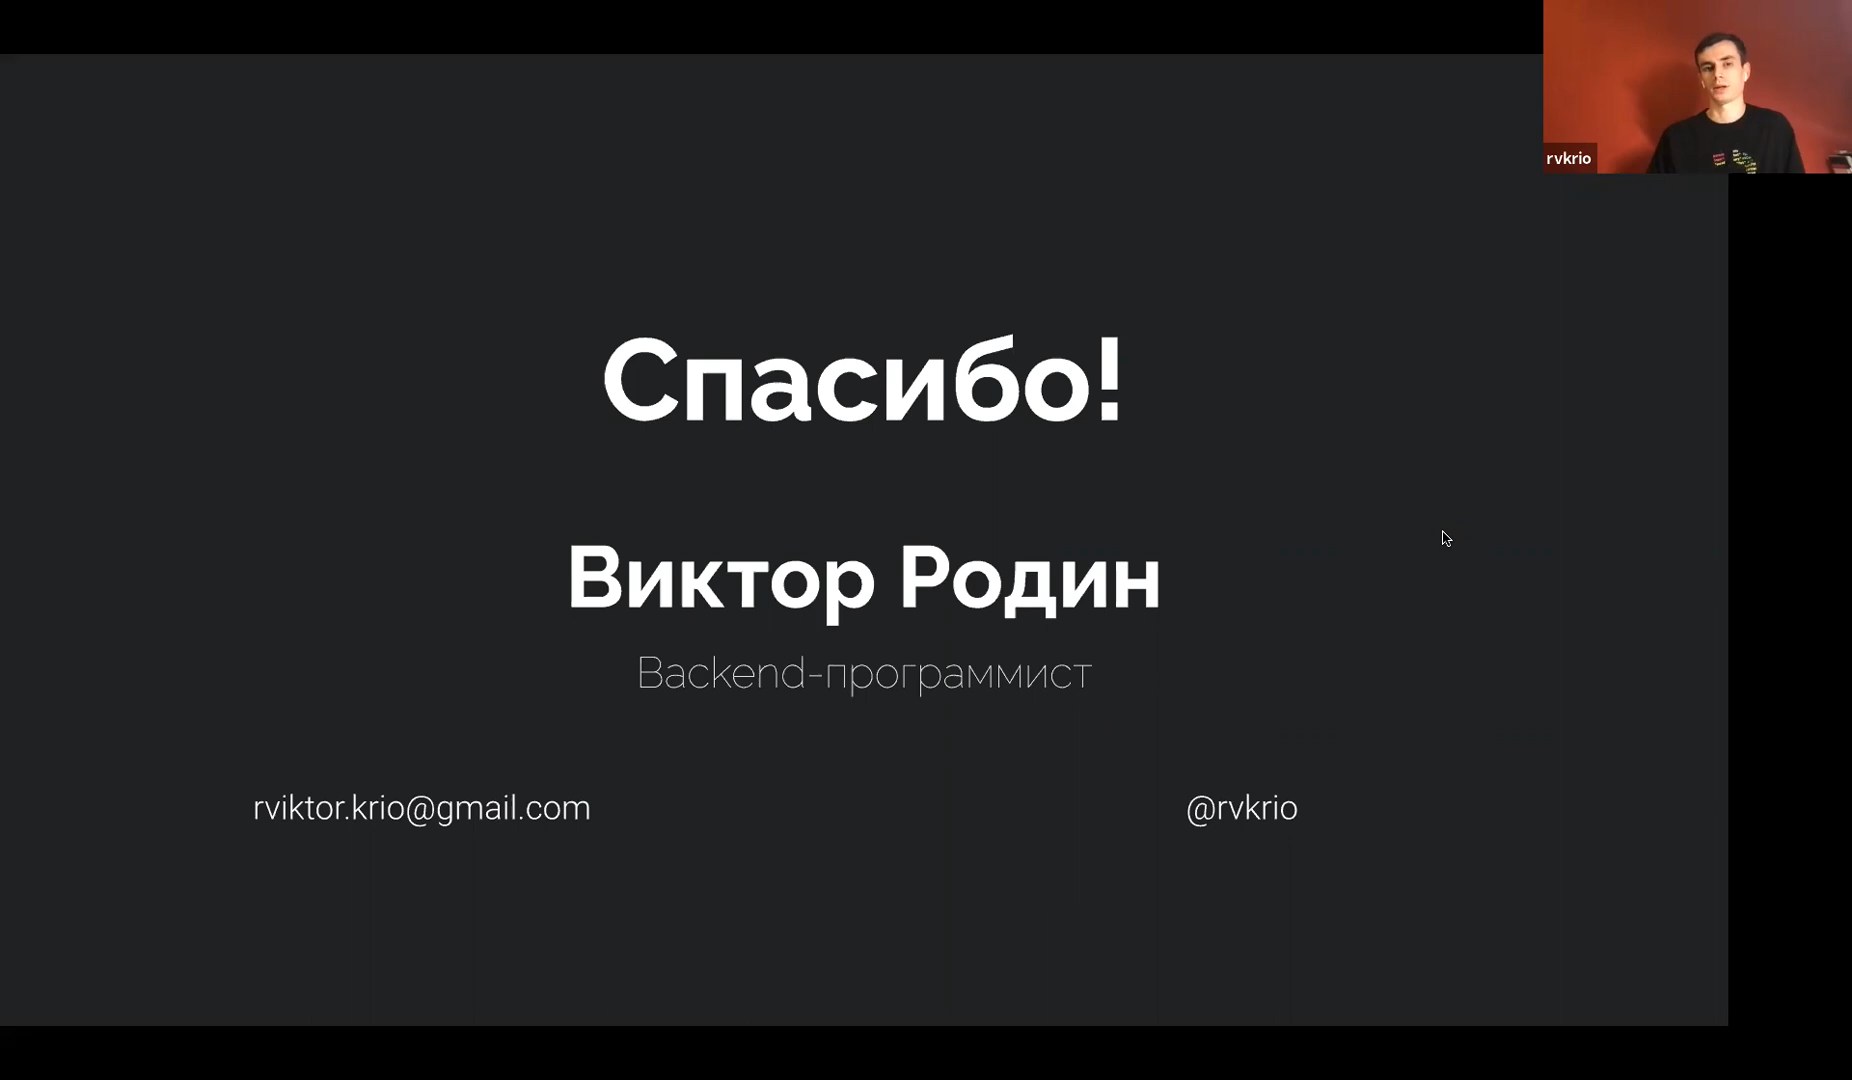 rvkrio
Спасибо!
Виктор Родин
Backend-программист
rviktor.krio@gmail.com
@rvkrio